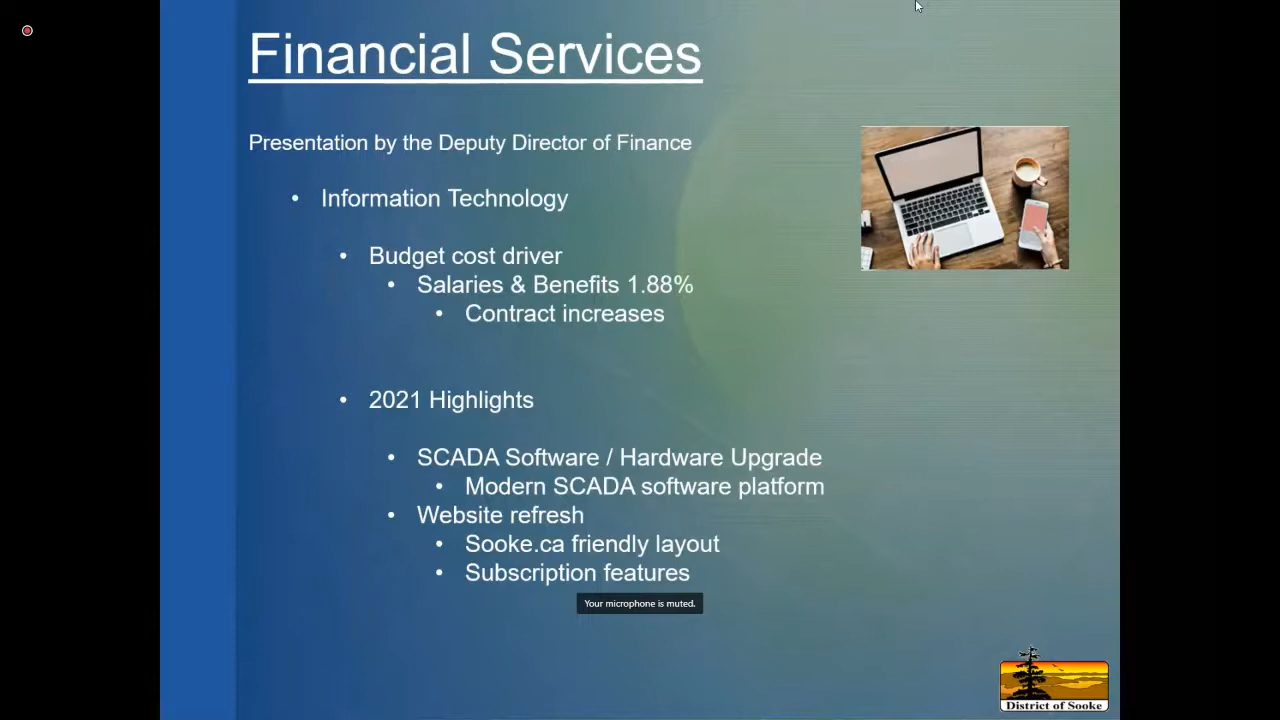 Financial Services
Presentation by the Deputy Director of Finance
• Information Technology
• Budget cost driver
• Salaries & Benefits 1.88%
• Contract increases
• 2021 Highlights
• SCADA Software / Hardware Upgrade
• Modern SCADA software platform
• Website refresh
• Sooke.ca friendly layout
• Subscription features
Your microphone is muted.
District of Sooke